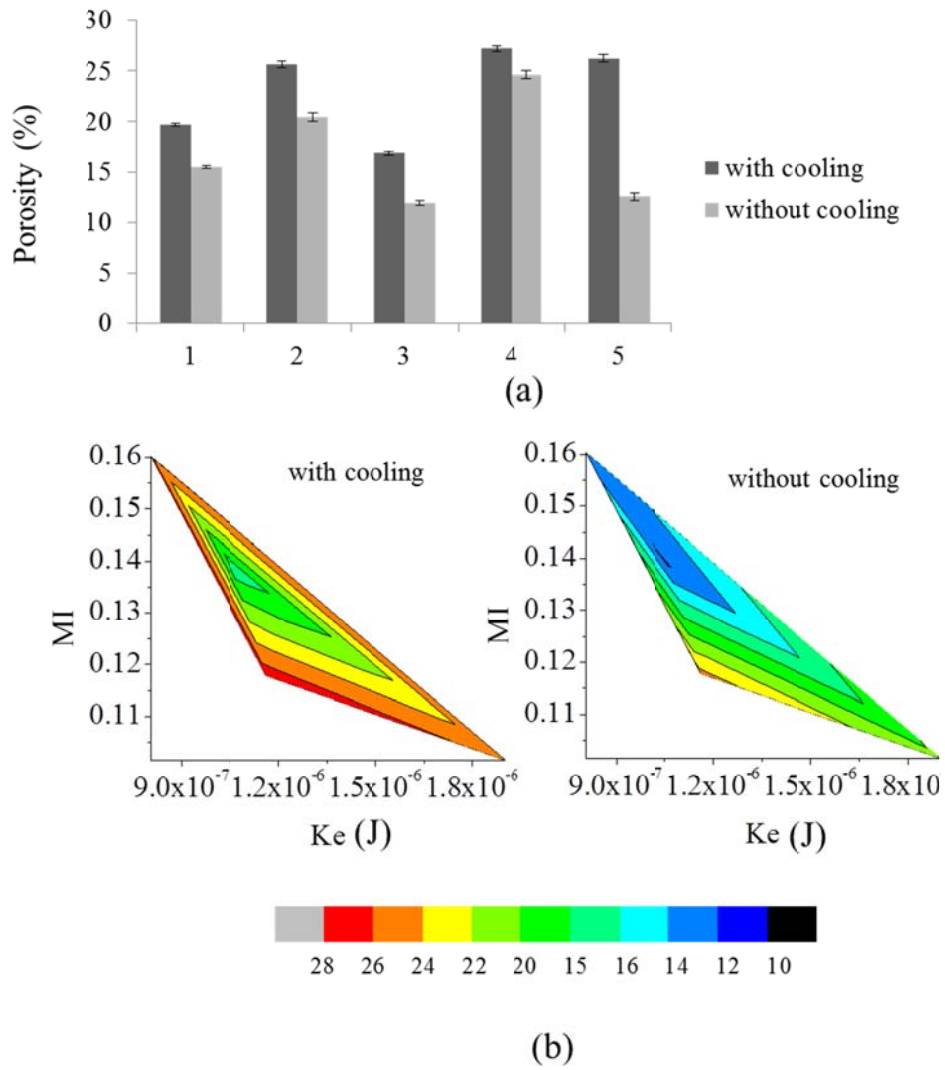 30
25
20
15
10
5
0
Porosity (%)
with cooling
without cooling
1 2 3 4 5
(a)
0.16
0.15
0.14
0.13
0.12
0.11
MI
with cooling
9.0x10⁻⁷ 1.2x10⁻⁶ 1.5x10⁻⁶ 1.8x10⁻⁶
Ke (J)
0.16
0.15
0.14
0.13
0.12
0.11
MI
without cooling
9.0x10⁻⁷ 1.2x10⁻⁶ 1.5x10⁻⁶ 1.8x10
Ke (J)
28 26 24 22 20 15 16 14 12 10
(b)